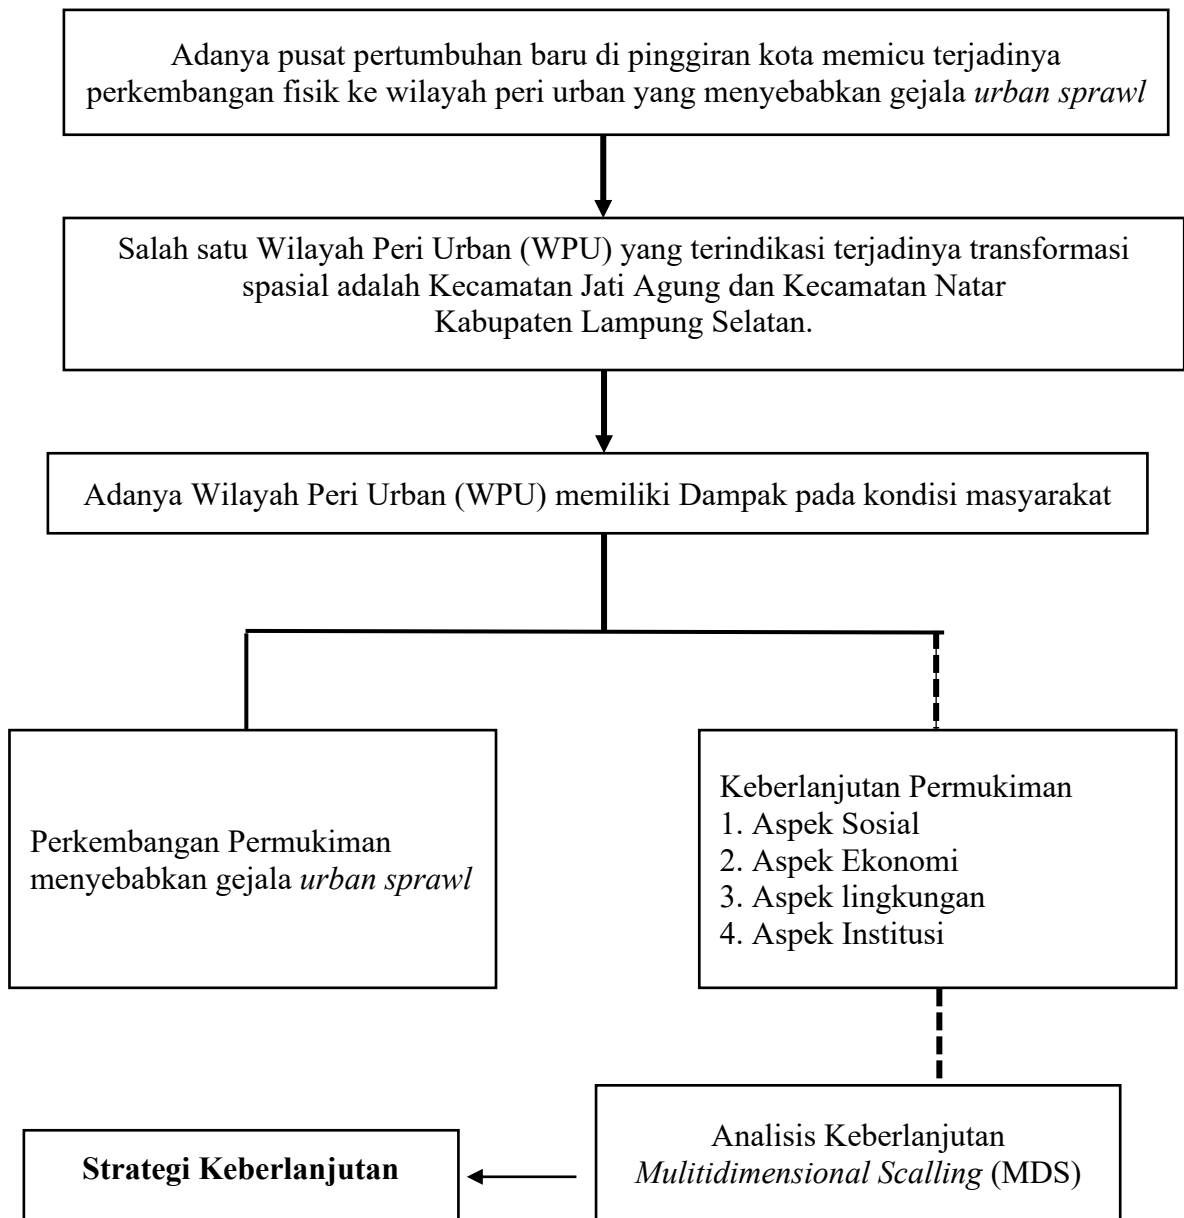 Adanya pusat pertumbuhan baru di pinggiran kota memicu terjadinya
perkembangan fisik ke wilayah peri urban yang menyebabkan gejala urban sprawl
Salah satu Wilayah Peri Urban (WPU) yang terindikasi terjadinya transformasi
spasial adalah Kecamatan Jati Agung dan Kecamatan Natar
Kabupaten Lampung Selatan.
Adanya Wilayah Peri Urban (WPU) memiliki Dampak pada kondisi masyarakat
Perkembangan Permukiman
menyebabkan gejala urban sprawl
Keberlanjutan Permukiman
1. Aspek Sosial
2. Aspek Ekonomi
3. Aspek lingkungan
4. Aspek Institusi
Analisis Keberlanjutan
Mulitidimensional Scalling (MDS)
Strategi Keberlanjutan